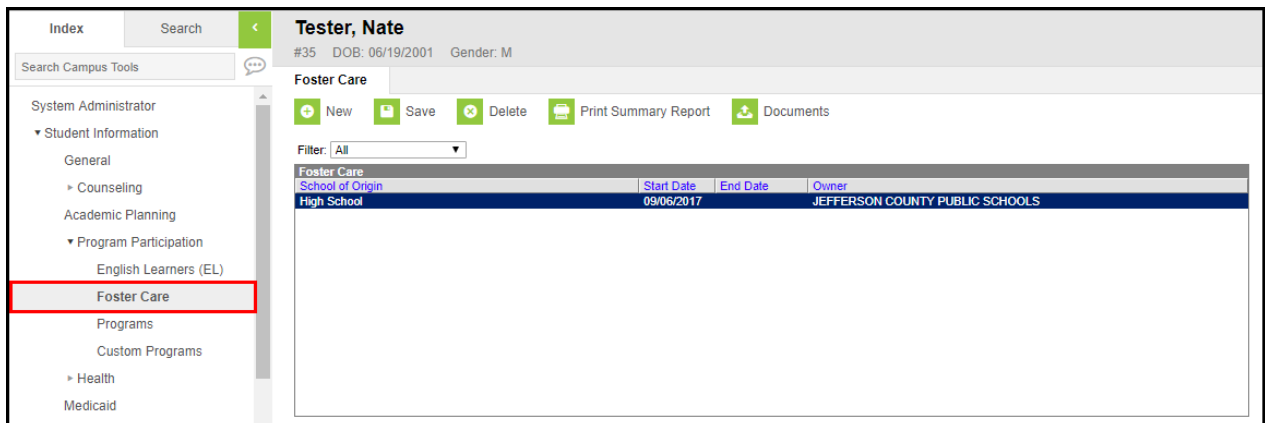 Index Search
Search Campus Tools
System Administrator
Student Information
General
Counseling
Academic Planning
Program Participation
English Learners (EL)
Foster Care
Programs
Custom Programs
Health
Medicaid
Tester, Nate
#35 DOB: 06/19/2001 Gender: M
Foster Care
New Save Delete Print Summary Report Documents
Filter: All
Foster Care
School of Origin Start Date End Date Owner
High School 09/06/2017 JEFFERSON COUNTY PUBLIC SCHOOLS